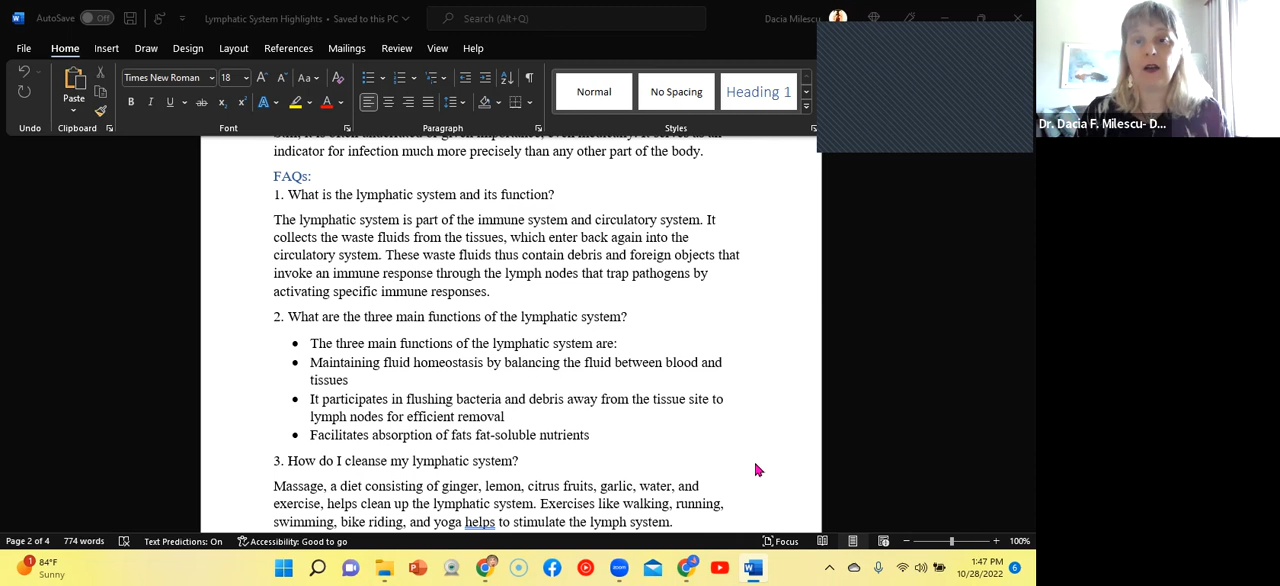 AutoSave Off Lymphatic System Highlights • Saved to this PC Search (Alt+Q) Dacia Milescu
File Home Insert Draw Design Layout References Mailings Review View Help
Times New Roman 18 Aa
Paste
B I U ab x2 x2 A A Normal No Spacing Heading 1
Undo Clipboard Font Paragraph Styles
Dr. Dacia F. Milescu- D...
indicator for infection much more precisely than any other part of the body.
FAQs:
1. What is the lymphatic system and its function?
The lymphatic system is part of the immune system and circulatory system. It
collects the waste fluids from the tissues, which enter back again into the
circulatory system. These waste fluids thus contain debris and foreign objects that
invoke an immune response through the lymph nodes that trap pathogens by
activating specific immune responses.
2. What are the three main functions of the lymphatic system?
• The three main functions of the lymphatic system are:
• Maintaining fluid homeostasis by balancing the fluid between blood and
tissues
• It participates in flushing bacteria and debris away from the tissue site to
lymph nodes for efficient removal
• Facilitates absorption of fats fat-soluble nutrients
3. How do I cleanse my lymphatic system?
Massage, a diet consisting of ginger, lemon, citrus fruits, garlic, water, and
exercise, helps clean up the lymphatic system. Exercises like walking, running,
swimming, bike riding, and yoga helps to stimulate the lymph system.
Page 2 of 4 774 words Text Predictions: On Accessibility: Good to go Focus 100%
84°F
Sunny
1:47 PM
10/28/2022